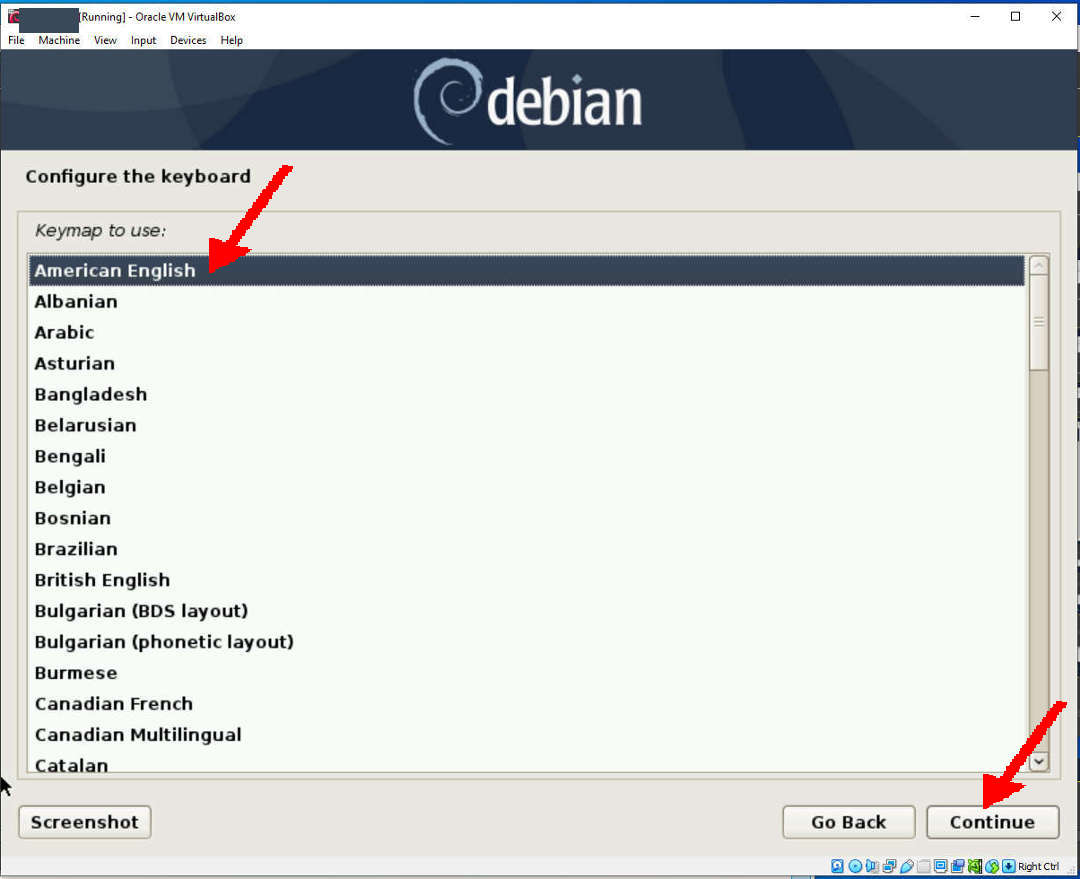 [Running] - Oracle VM VirtualBox
File Machine View Input Devices Help
debian
Configure the keyboard
Keymap to use:
American English
Albanian
Arabic
Asturian
Bangladesh
Belarusian
Bengali
Belgian
Bosnian
Brazilian
British English
Bulgarian (BDS layout)
Bulgarian (phonetic layout)
Burmese
Canadian French
Canadian Multilingual
Catalan
Screenshot Go Back Continue
Right Ctrl